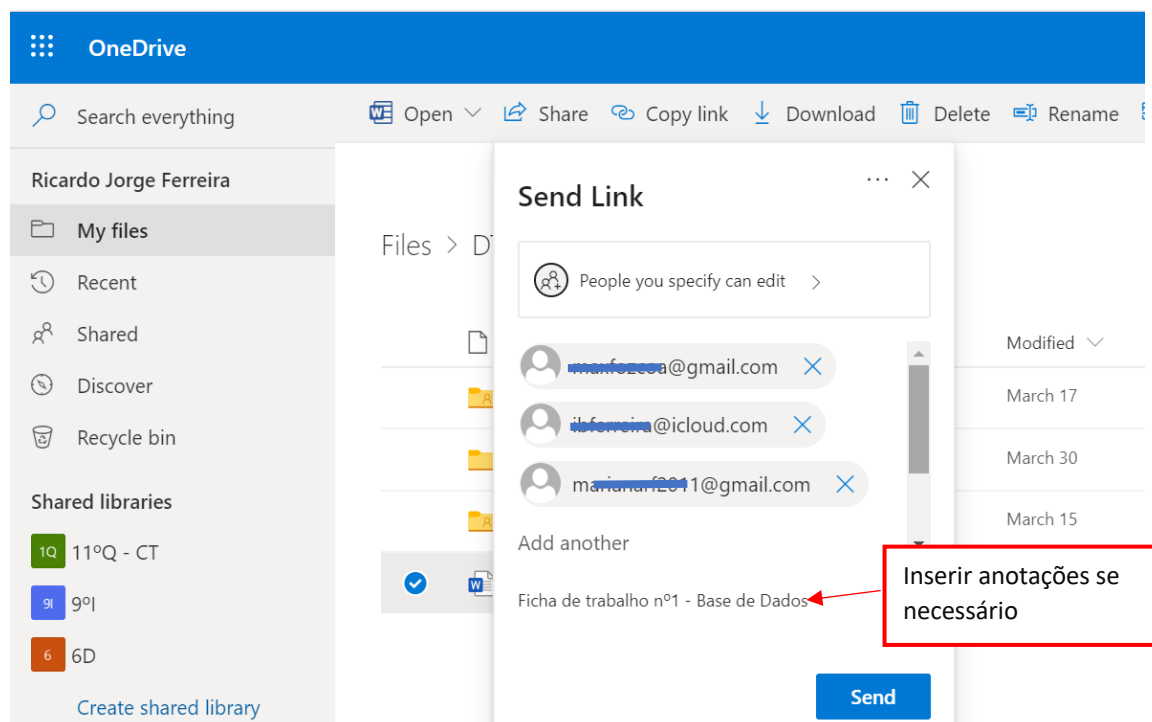 OneDrive
Search everything
Open Share Copy link Download Delete Rename
Ricardo Jorge Ferreira
My files
Recent
Shared
Discover
Recycle bin
Shared libraries
1Q 11ºQ - CT
9I 9ºI
6 6D
Create shared library
Files > D
Send Link
People you specify can edit
@gmail.com
@icloud.com
1@gmail.com
Add another
Ficha de trabalho nº1 - Base de Dados
Send
Modified
March 17
March 30
March 15
Inserir anotações se
necessário